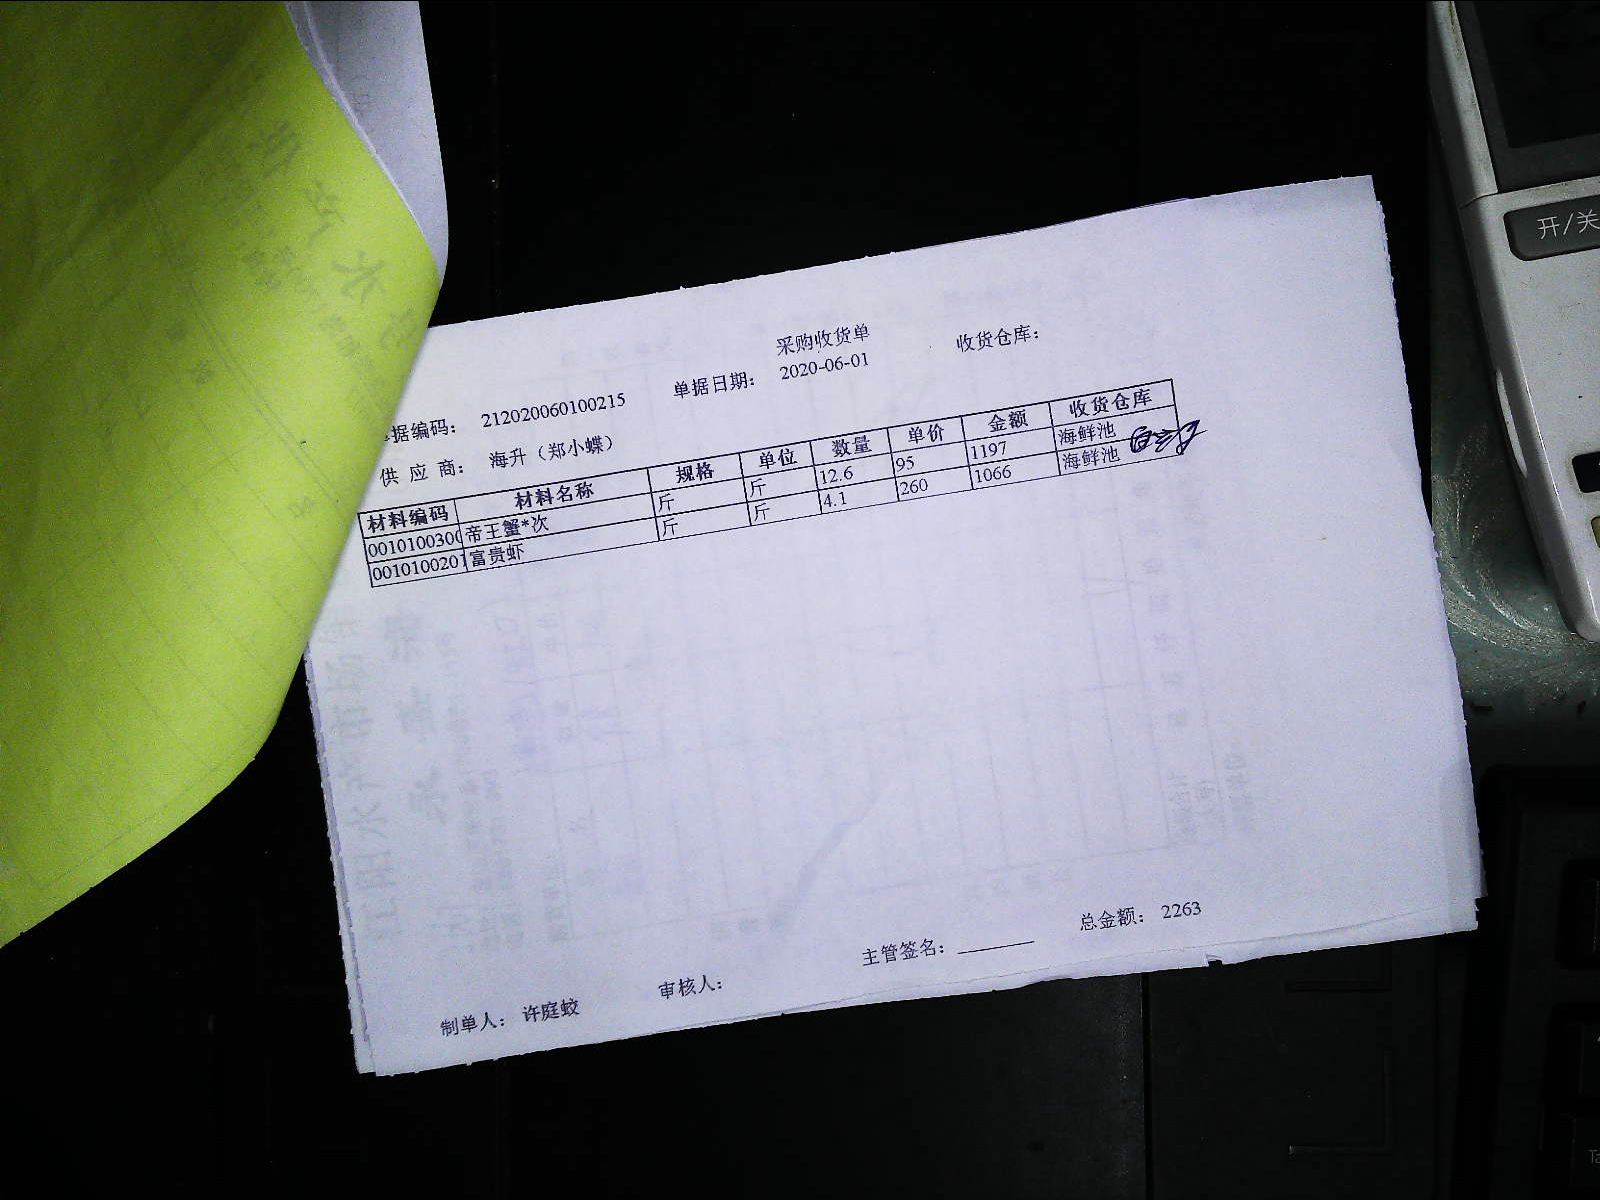 采购收货单
据编码： 212020060100215 单据日期： 2020-06-01 收货仓库：
供 应 商： 海升（郑小蝶）
材料编码 材料名称 规格 单位 数量 单价 金额 收货仓库
001010030 帝王蟹*次 斤 斤 12.6 95 1197 海鲜池
001010020 富贵虾 斤 斤 4.1 260 1066 海鲜池
总金额： 2263
制单人： 许庭蛟 审核人： 主管签名：
开/关